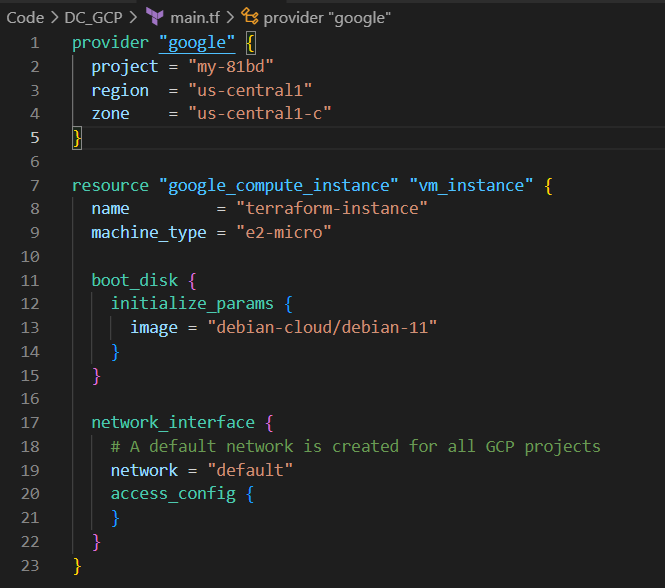 Code > DC_GCP > main.tf > provider "google"
1 provider "google" {
2   project = "my-81bd"
3   region  = "us-central1"
4   zone    = "us-central1-c"
5 }
6
7 resource "google_compute_instance" "vm_instance" {
8   name         = "terraform-instance"
9   machine_type = "e2-micro"
10
11   boot_disk {
12     initialize_params {
13       image = "debian-cloud/debian-11"
14     }
15   }
16
17   network_interface {
18     # A default network is created for all GCP projects
19     network = "default"
20     access_config {
21     }
22   }
23 }